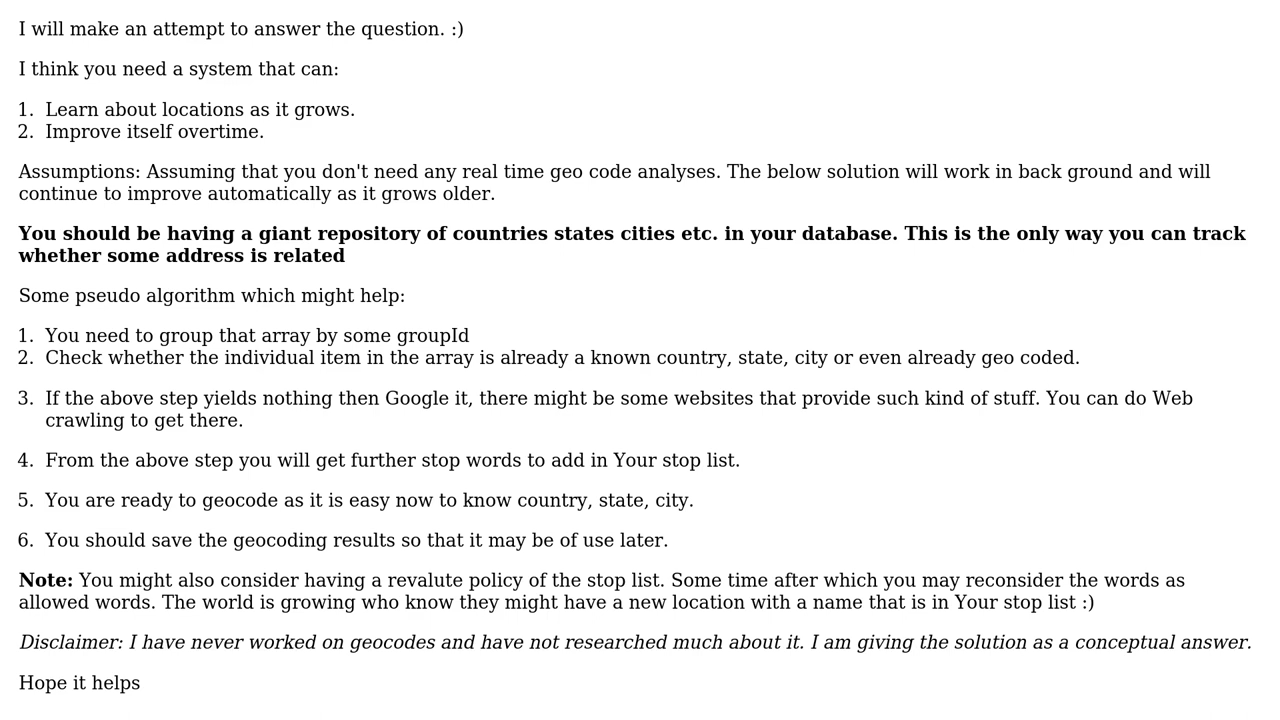 I will make an attempt to answer the question. :)
I think you need a system that can:
1. Learn about locations as it grows.
2. Improve itself overtime.
Assumptions: Assuming that you don't need any real time geo code analyses. The below solution will work in back ground and will
continue to improve automatically as it grows older.
You should be having a giant repository of countries states cities etc. in your database. This is the only way you can track
whether some address is related
Some pseudo algorithm which might help:
1. You need to group that array by some groupId
2. Check whether the individual item in the array is already a known country, state, city or even already geo coded.
3. If the above step yields nothing then Google it, there might be some websites that provide such kind of stuff. You can do Web
crawling to get there.
4. From the above step you will get further stop words to add in Your stop list.
5. You are ready to geocode as it is easy now to know country, state, city.
6. You should save the geocoding results so that it may be of use later.
Note: You might also consider having a revalute policy of the stop list. Some time after which you may reconsider the words as
allowed words. The world is growing who know they might have a new location with a name that is in Your stop list :)
Disclaimer: I have never worked on geocodes and have not researched much about it. I am giving the solution as a conceptual answer.
Hope it helps